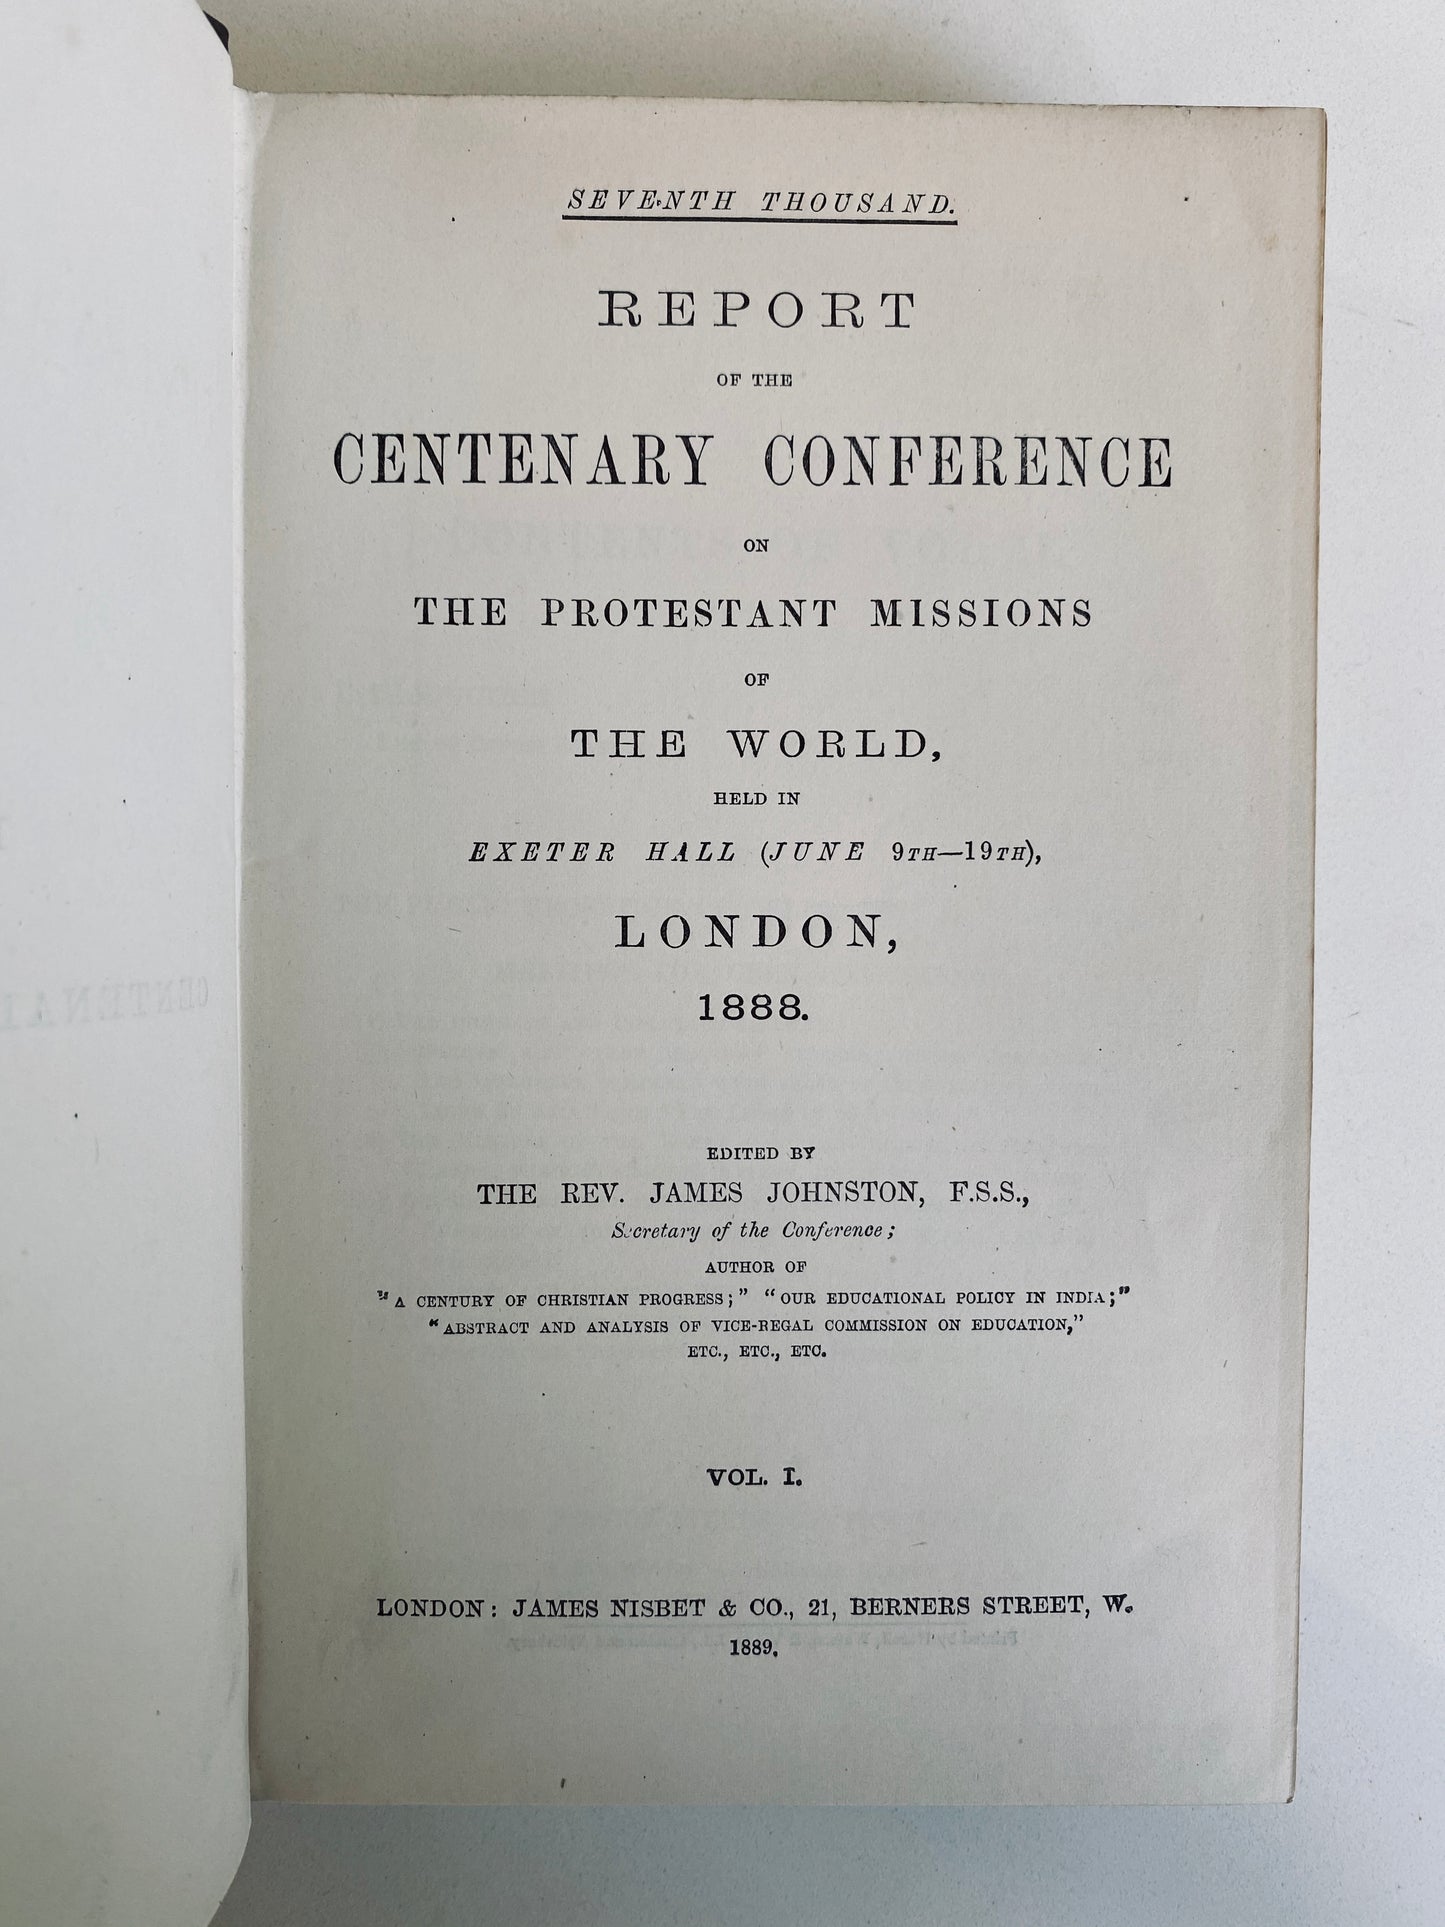 SEVENTH THOUSAND.
REPORT
OF THE
CENTENARY CONFERENCE
ON
THE PROTESTANT MISSIONS
OF
THE WORLD,
HELD IN
EXETER HALL (JUNE 9TH—19TH),
LONDON,
1888.
EDITED BY
THE REV. JAMES JOHNSTON, F.S.S.,
Secretary of the Conference;
AUTHOR OF
"A CENTURY OF CHRISTIAN PROGRESS;" "OUR EDUCATIONAL POLICY IN INDIA;"
"ABSTRACT AND ANALYSIS OF VICE-REGAL COMMISSION ON EDUCATION,"
ETC., ETC., ETC.
VOL. I.
LONDON: JAMES NISBET & CO., 21, BERNERS STREET, W.
1889.